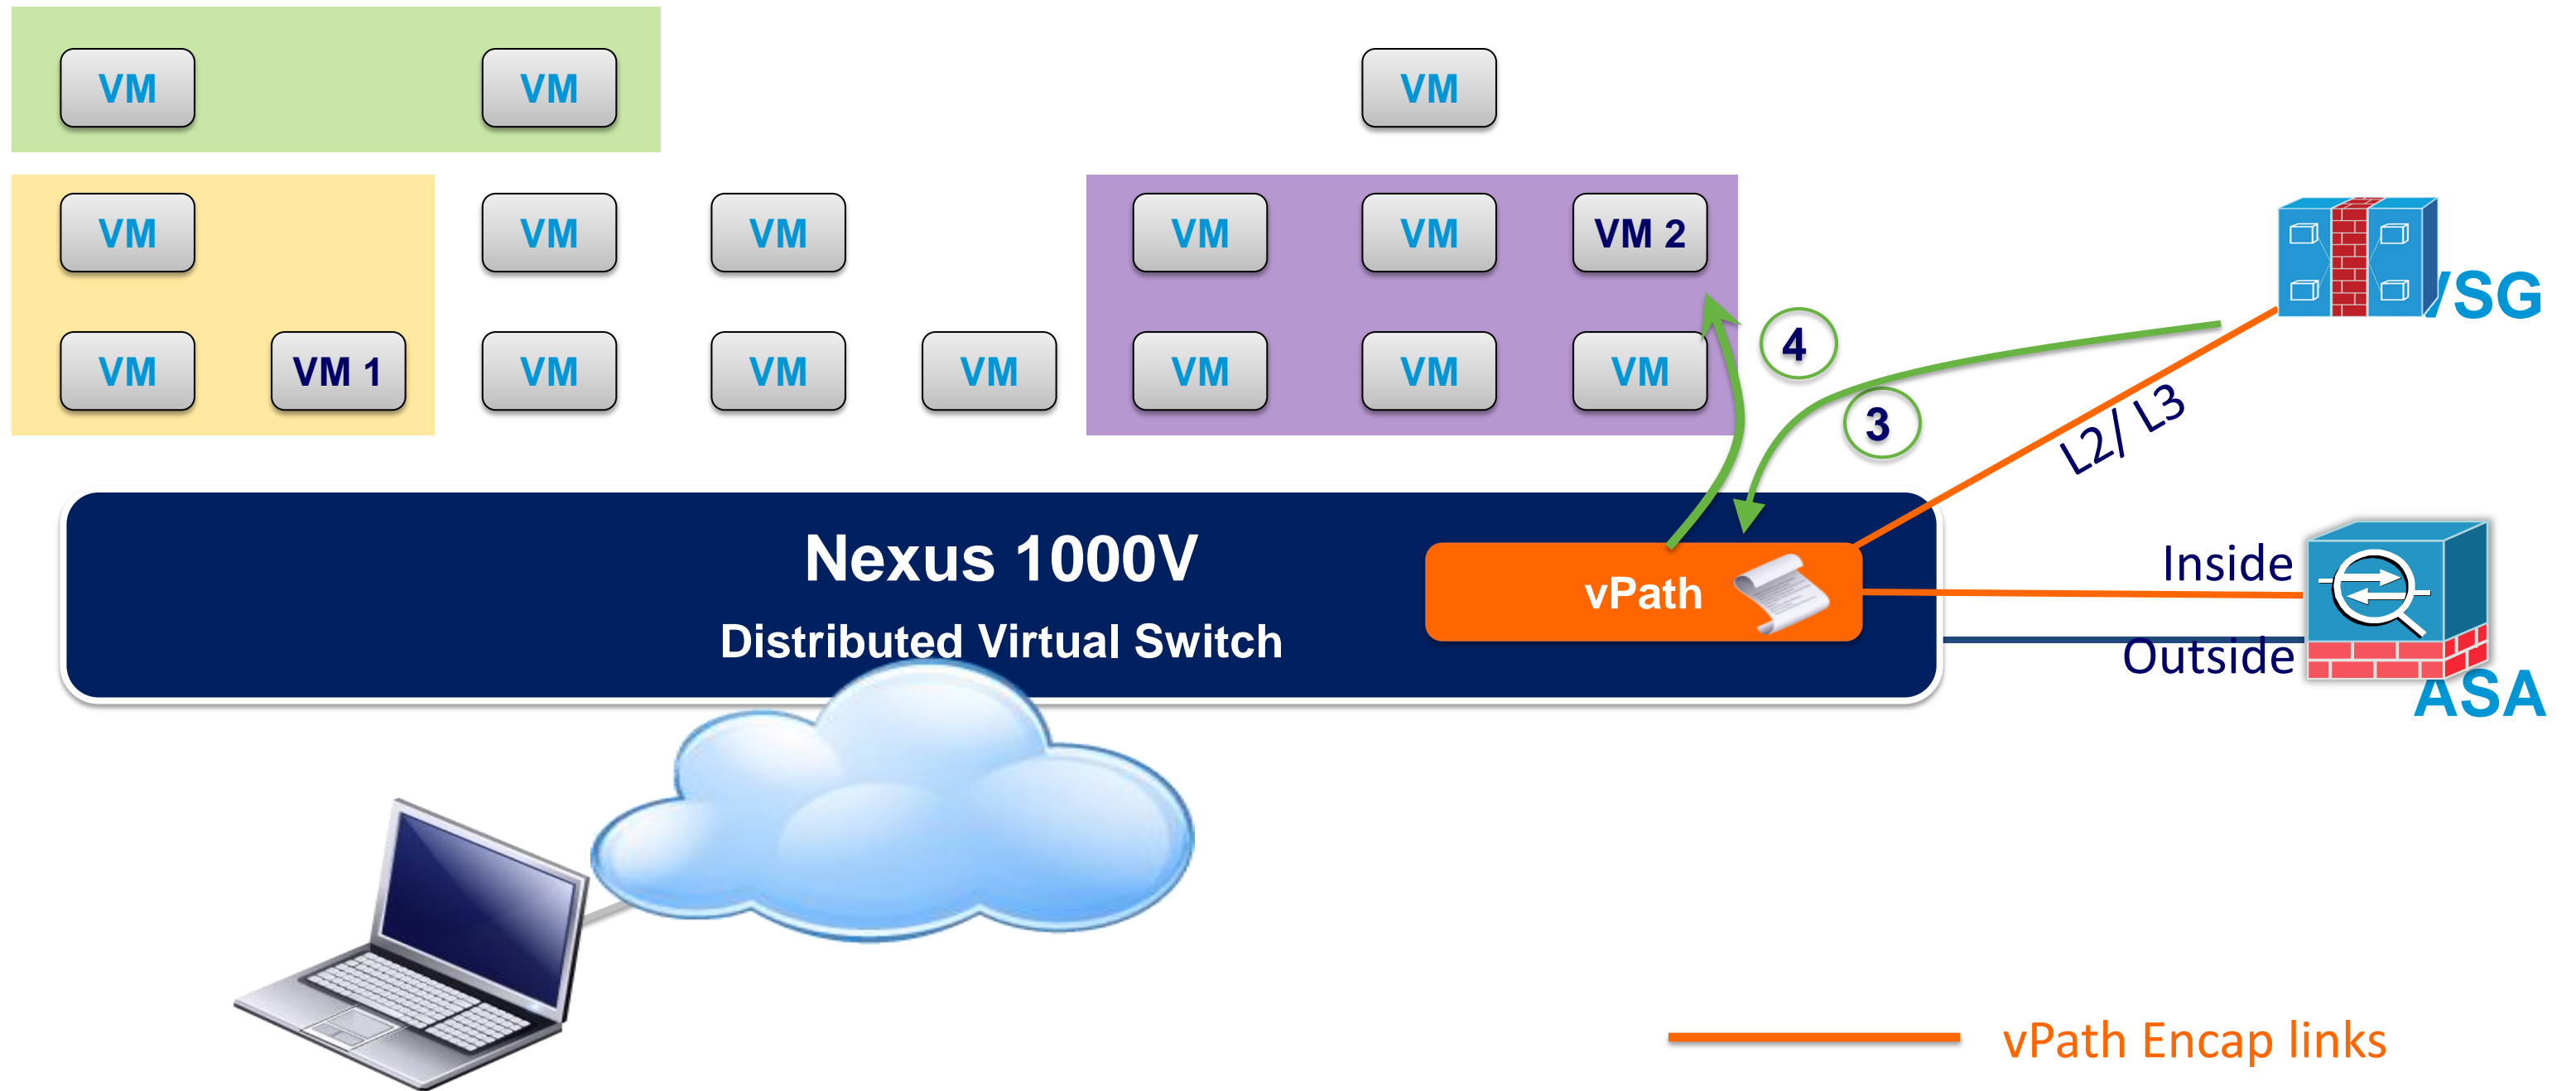 VM
VM
VM
VM
VM
VM
VM
VM
VM 2
VM
VM 1
VM
VM
VM
VM
VM
VM
4
3
VSG
L2/ L3
Nexus 1000V
Distributed Virtual Switch
vPath
Inside
Outside
ASA
vPath Encap links